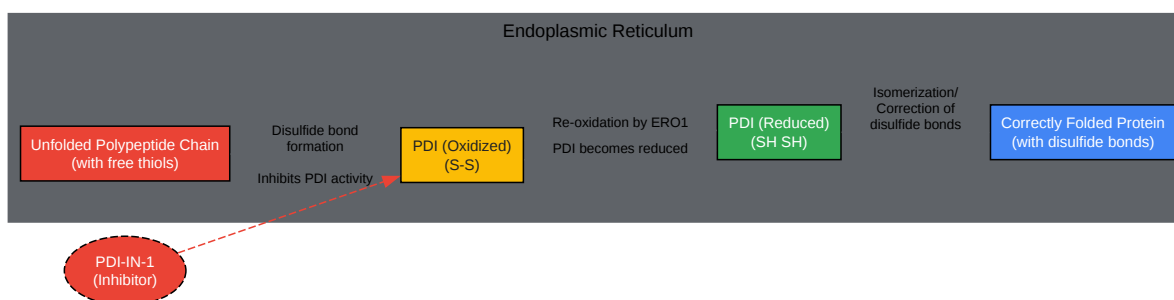 Endoplasmic Reticulum
Unfolded Polypeptide Chain
(with free thiols)
Disulfide bond
formation
Inhibits PDI activity
PDI (Oxidized)
(S-S)
Re-oxidation by ERO1
PDI becomes reduced
PDI (Reduced)
(SH SH)
Isomerization/
Correction of
disulfide bonds
Correctly Folded Protein
(with disulfide bonds)
PDI-IN-1
(Inhibitor)